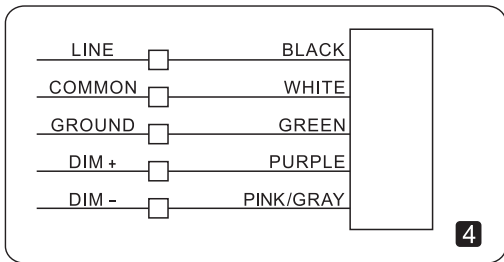 LINE BLACK
COMMON WHITE
GROUND GREEN
DIM + PURPLE
DIM - PINK/GRAY
4